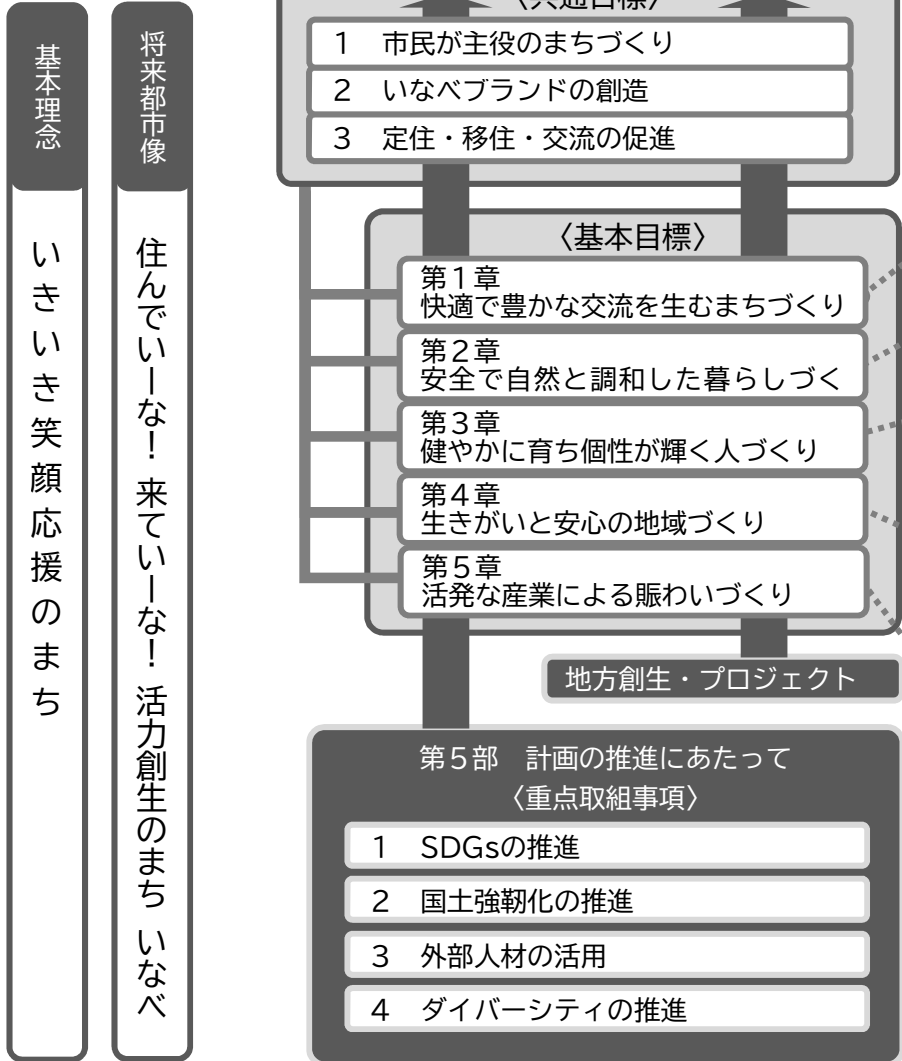 基本理念
いきいき笑顔応援のまち
将来都市像
住んでいーな！ 来ていーな！ 活力創生のまち いなべ
〈共通目標〉
1 市民が主役のまちづくり
2 いなべブランドの創造
3 定住・移住・交流の促進
〈基本目標〉
第１章
快適で豊かな交流を生むまちづくり
第２章
安全で自然と調和した暮らしづく
第３章
健やかに育ち個性が輝く人づくり
第４章
生きがいと安心の地域づくり
第５章
活発な産業による賑わいづくり
地方創生・プロジェクト
第５部 計画の推進にあたって
〈重点取組事項〉
1 SDGsの推進
2 国土強靭化の推進
3 外部人材の活用
4 ダイバーシティの推進